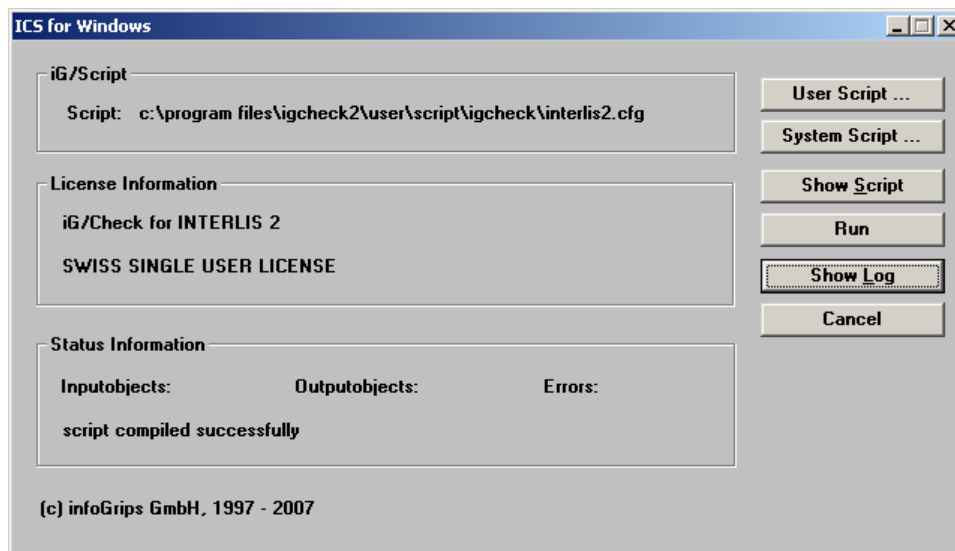 ICS for Windows
iG/Script
Script: c:\program files\igcheck2\user\script\igcheck\interlis2.cfg
License Information
iG/Check for INTERLIS 2
SWISS SINGLE USER LICENSE
Status Information
Inputobjects: Outputobjects: Errors:
script compiled successfully
(c) infoGrips GmbH, 1997 - 2007
User Script ...
System Script ...
Show Script
Run
Show Log
Cancel